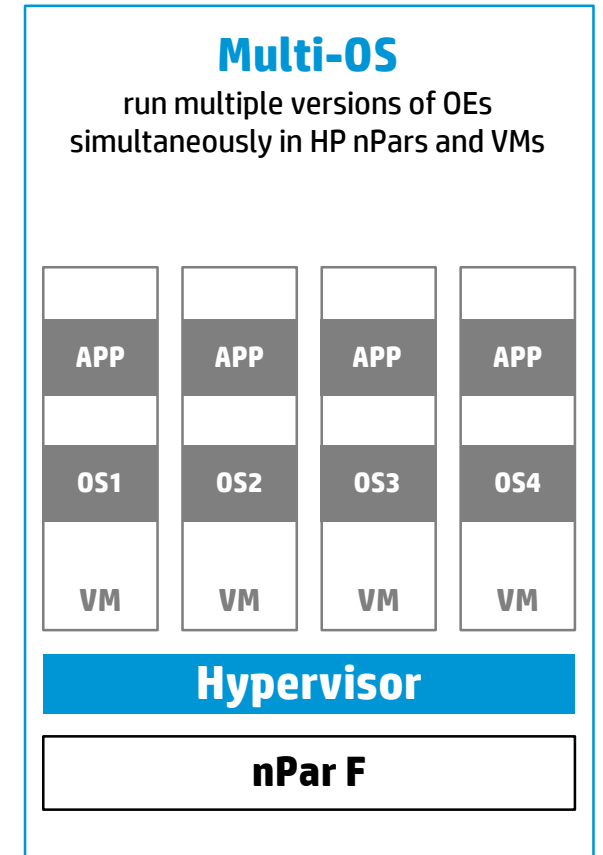 Multi-OS
run multiple versions of OEs
simultaneously in HP nPars and VMs
APP APP APP APP
OS1 OS2 OS3 OS4
VM VM VM VM
Hypervisor
nPar F